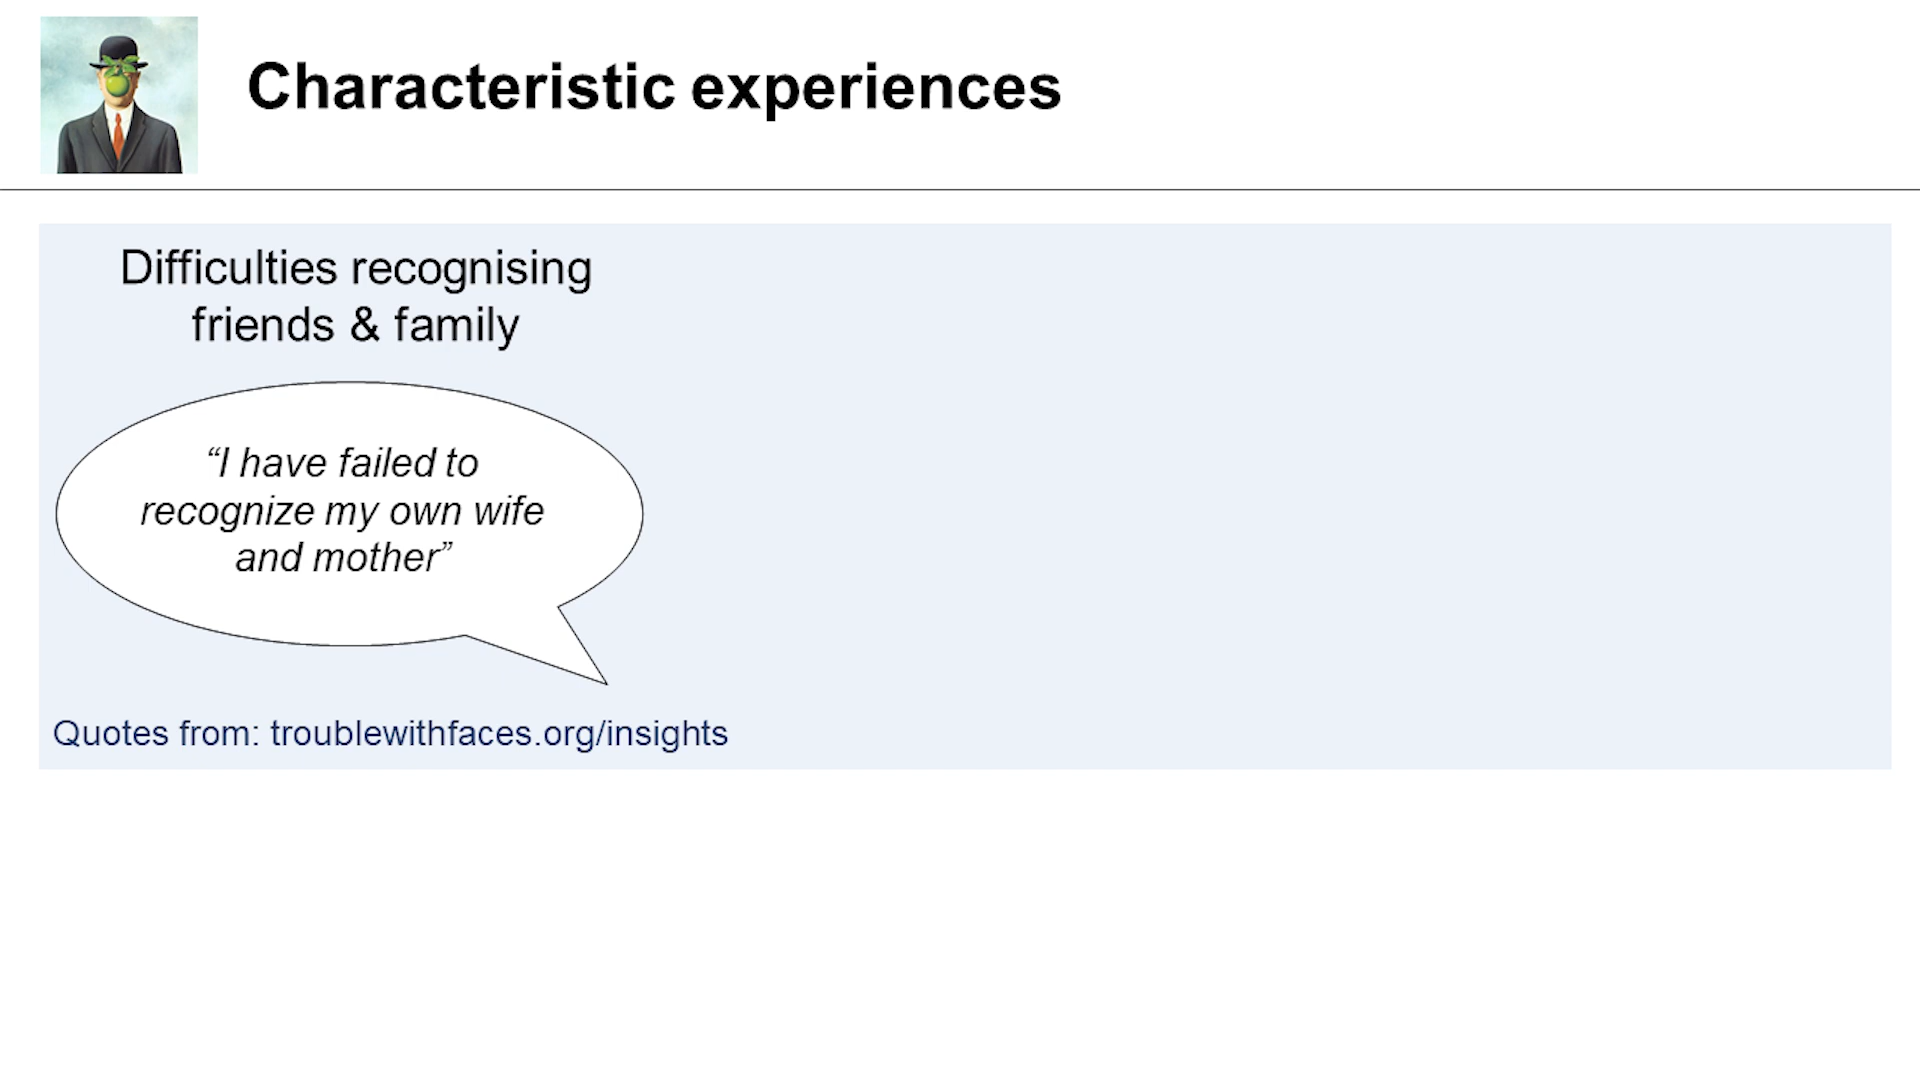 Characteristic experiences
Difficulties recognising
friends & family
“I have failed to
recognize my own wife
and mother”
Quotes from: troublewithfaces.org/insights